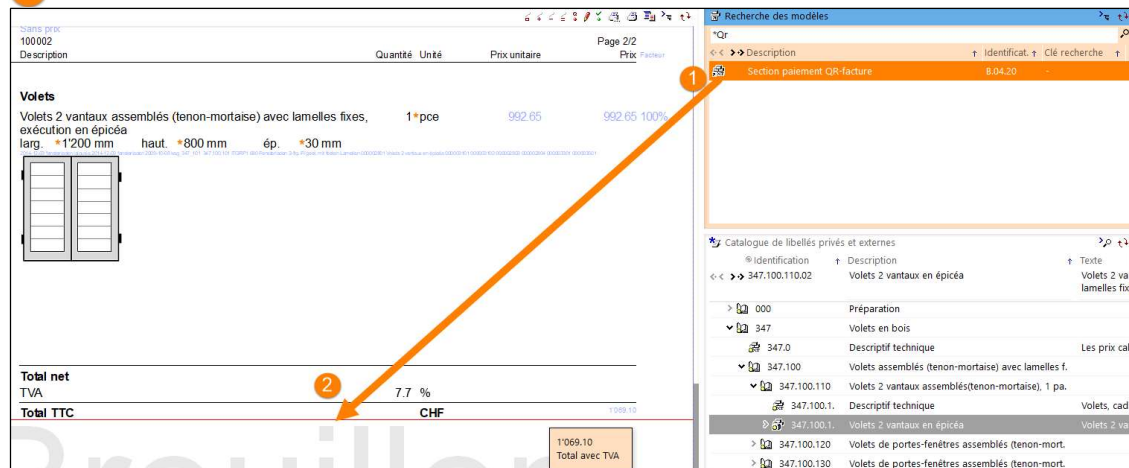 Sans prix
100002 Page 2/2
Description Quantité Unité Prix unitaire Prix Facteur
Volets
Volets 2 vantaux assemblés (tenon-mortaise) avec lamelles fixes, 1*pce 992.65 992.65 100%
exécution en épicéa
larg. *1'200 mm haut. *800 mm ép. *30 mm
Total net
TVA 7.7 %
Total TTC CHF 1'069.10
Brouillon
1'069.10
Total avec TVA
1
2
Recherche des modèles
*Qr
Description Identificat. Clé recherche
Section paiement QR-facture B.04.20 -
Catalogue de libellés privés et externes
Identification Description Texte
347.100.110.02 Volets 2 vantaux en épicéa Volets 2 va
lamelles fix
000 Préparation
347 Volets en bois
347.0 Descriptif technique Les prix cal
347.100 Volets assemblés (tenon-mortaise) avec lamelles f.
347.100.110 Volets 2 vantaux assemblés(tenon-mortaise), 1 pa.
347.100.1. Descriptif technique Volets, cad
347.100.1. Volets 2 vantaux en épicéa Volets 2 va
347.100.120 Volets de portes-fenêtres assemblés (tenon-mort.
347.100.130 Volets de portes-fenêtres assemblés (tenon-mort.